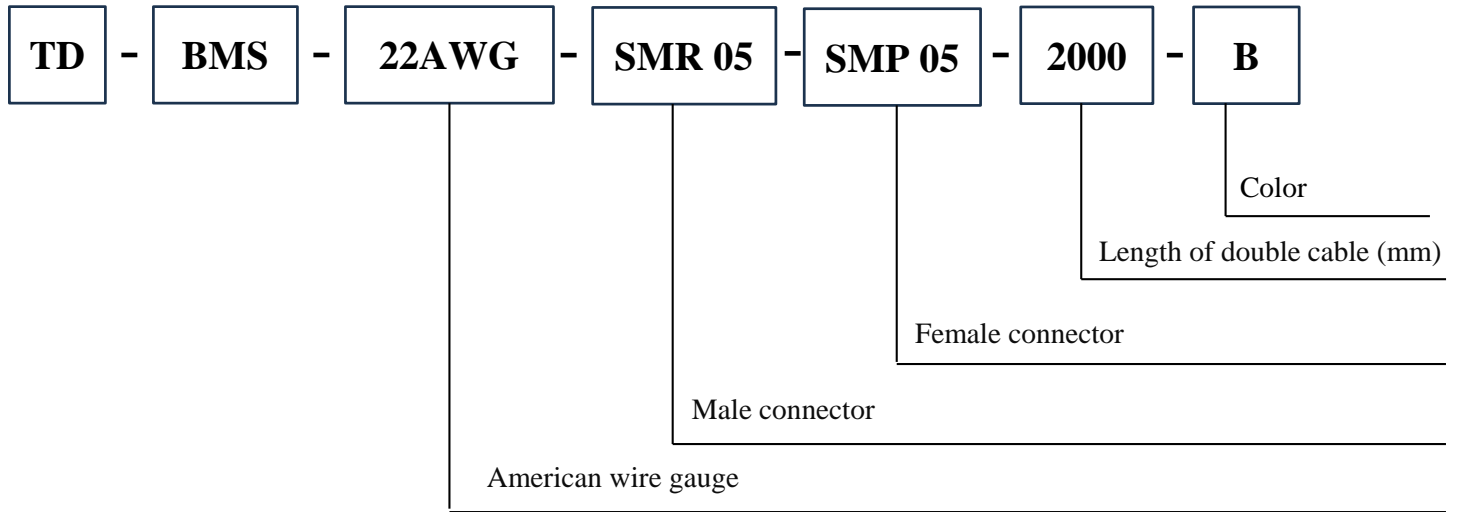 TD - BMS - 22AWG - SMR 05 - SMP 05 - 2000 - B
Color
Length of double cable (mm)
Female connector
Male connector
American wire gauge